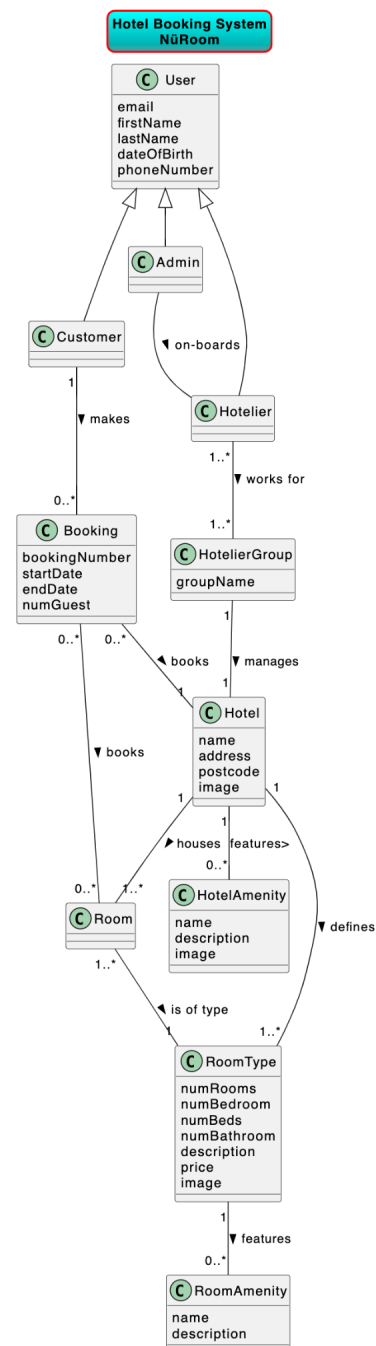 Hotel Booking System
NüRoom
C User
email
firstName
lastName
dateOfBirth
phoneNumber
C Admin
C Customer
on-boards
1
makes
C Hotelier
1..*
works for
0..*
1..*
C Booking
bookingNumber
startDate
endDate
numGuest
C HotelierGroup
groupName
0..*
0..*
1
books
manages
1
1
C Hotel
name
address
postcode
image
books
1
1
1
houses
features>
0..*
1..*
0..*
C Room
C HotelAmenity
name
description
image
defines
1..*
is of type
1
1..*
C RoomType
numRooms
numBedroom
numBeds
numBathroom
description
price
image
1
features
0..*
C RoomAmenity
name
description